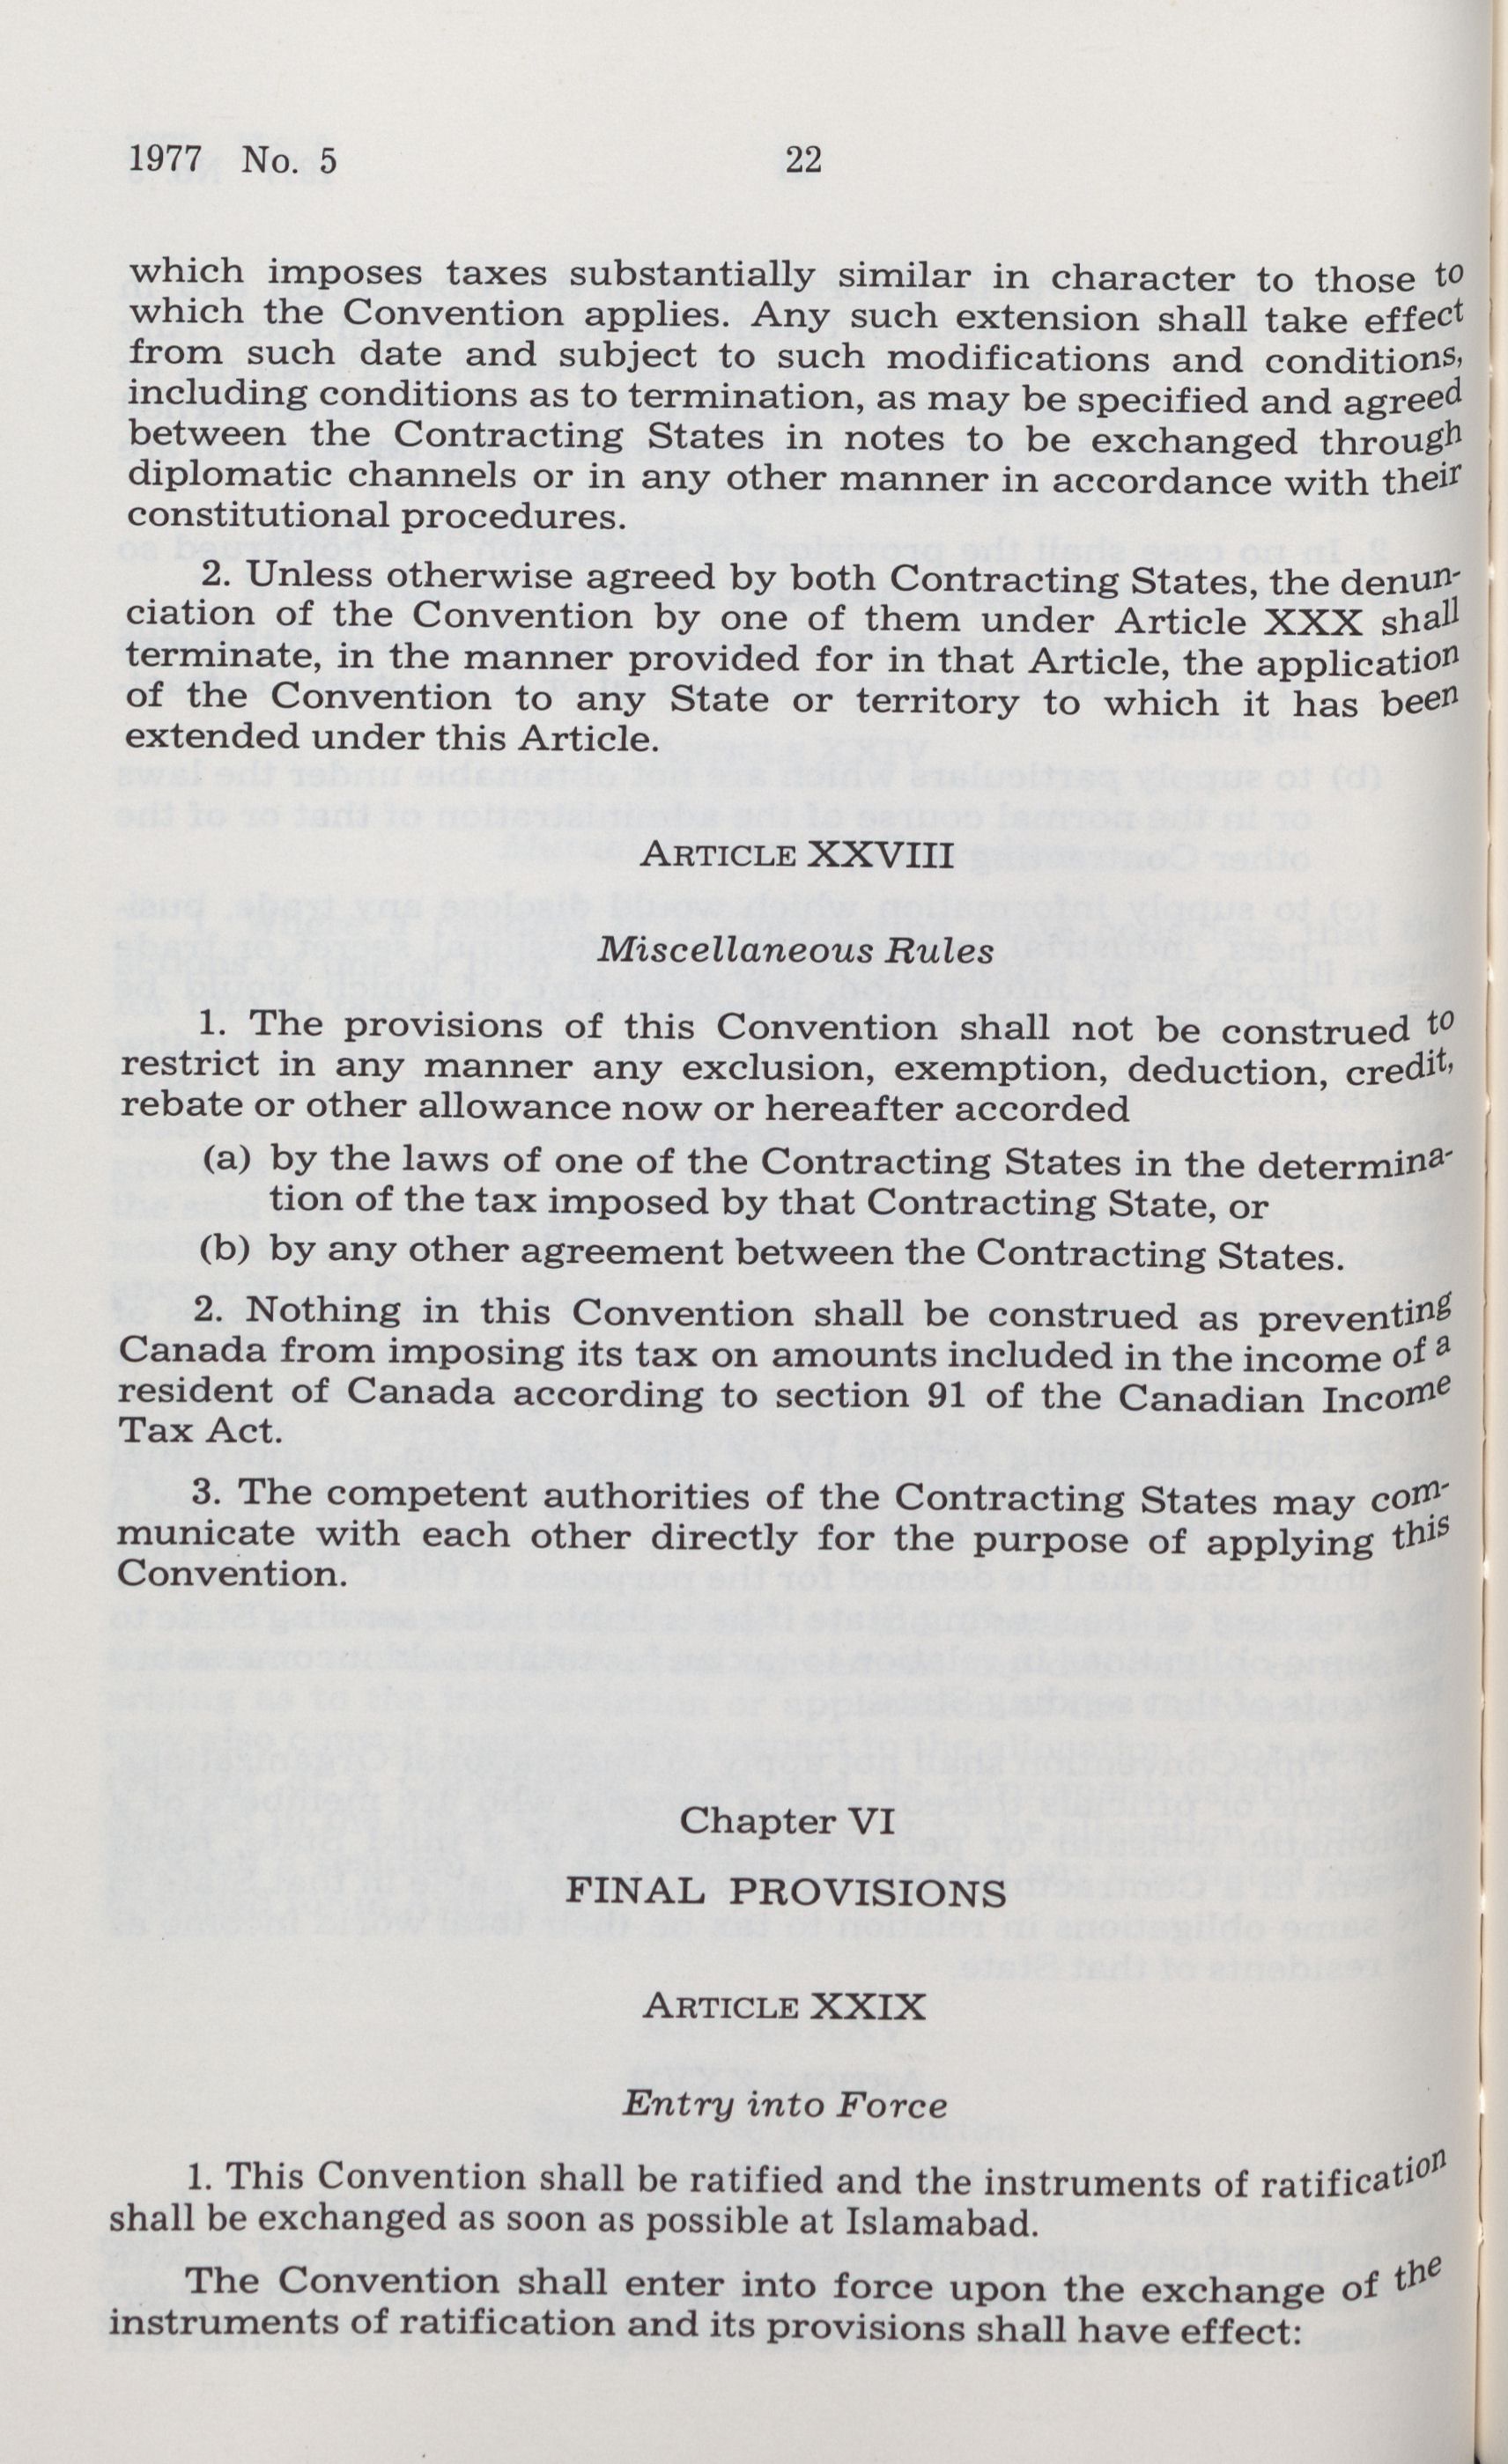 1977 No. 5
22
which imposes taxes substantially similar in character to those to
which the Convention applies. Any such extension shall take effect
from such date and subject to such modifications and conditions,
including conditions as to termination, as may be specified and agreed
between the Contracting States in notes to be exchanged through
diplomatic channels or in any other manner in accordance with their
constitutional procedures.
2. Unless otherwise agreed by both Contracting States, the denun-
ciation of the Convention by one of them under Article XXX shall
terminate, in the manner provided for in that Article, the application
of the Convention to any State or territory to which it has been
extended under this Article.
ARTICLE XXVIII
Miscellaneous Rules
1. The provisions of this Convention shall not be construed to
restrict in any manner any exclusion, exemption, deduction, credit,
rebate or other allowance now or hereafter accorded
(a) by the laws of one of the Contracting States in the determina-
tion of the tax imposed by that Contracting State, or
(b) by any other agreement between the Contracting States.
2. Nothing in this Convention shall be construed as preventing
Canada from imposing its tax on amounts included in the income of a
resident of Canada according to section 91 of the Canadian Income
Tax Act.
3. The competent authorities of the Contracting States may com-
municate with each other directly for the purpose of applying this
Convention.
Chapter VI
FINAL PROVISIONS
ARTICLE XXIX
Entry into Force
1. This Convention shall be ratified and the instruments of ratification
shall be exchanged as soon as possible at Islamabad.
The Convention shall enter into force upon the exchange of the
instruments of ratification and its provisions shall have effect: